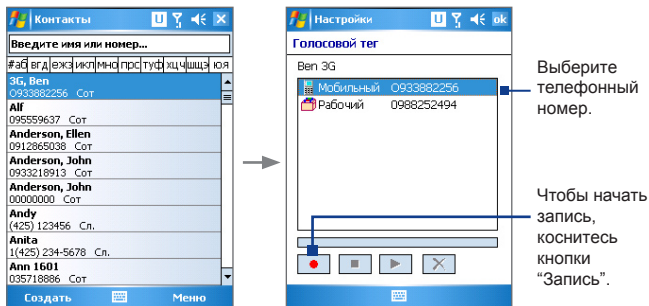 Контакты
Введите имя или номер...
#аб вгд ежз икл мно прс туф хцч шщэ юя
3G, Ben
0933882256 Сот
Alf
095559637 Сот
Anderson, Ellen
0912865038 Сот
Anderson, John
0933218913 Сот
Anderson, John
00000000 Сот
Andy
(425) 123456 Сл.
Anita
1(425) 234-5678 Сл.
Ann 1601
035718886 Сот
Создать Меню
Настройки ok
Голосовой тег
Ben 3G
Мобильный 0933882256
Рабочий 0988252494
Выберите
телефонный
номер.
Чтобы начать
запись,
коснитесь
кнопки
“Запись”.